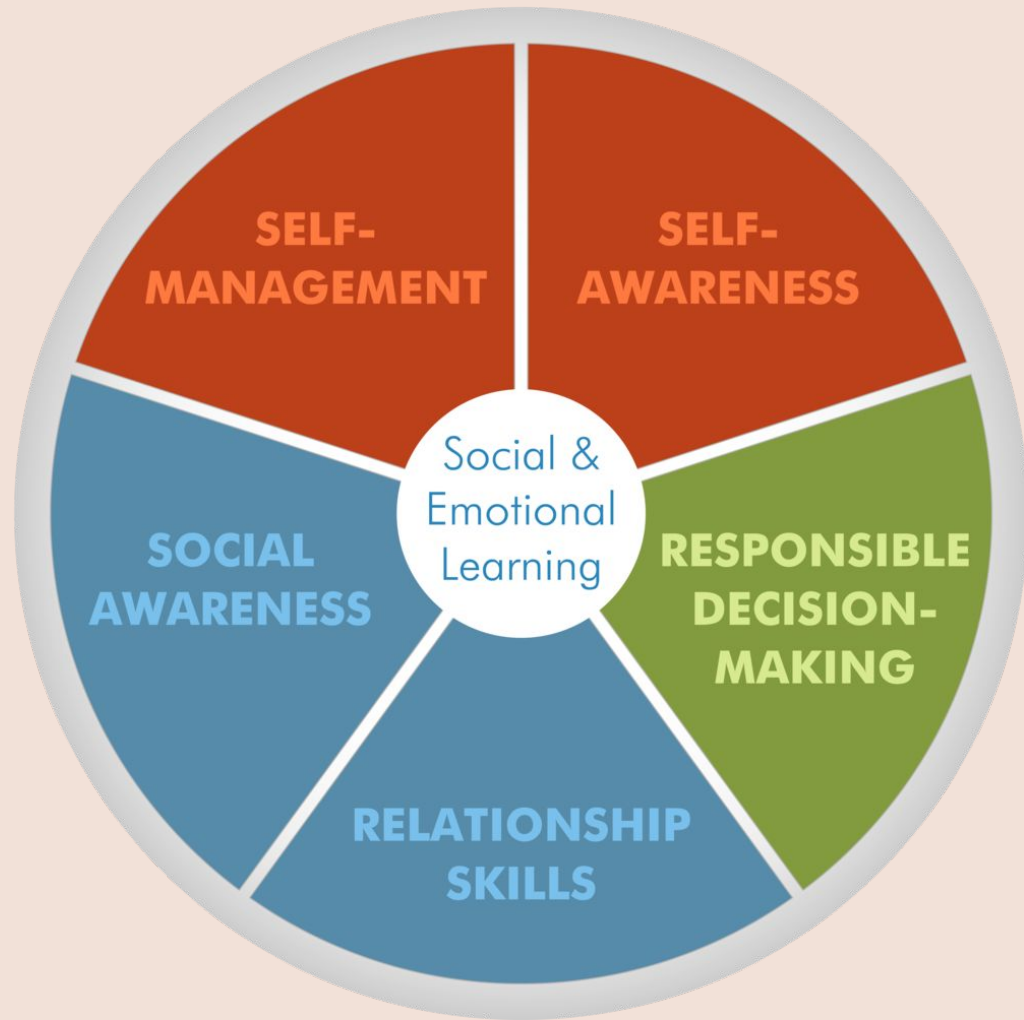 SELF-
MANAGEMENT
SELF-
AWARENESS
Social &
Emotional
Learning
SOCIAL
AWARENESS
RESPONSIBLE
DECISION-
MAKING
RELATIONSHIP
SKILLS